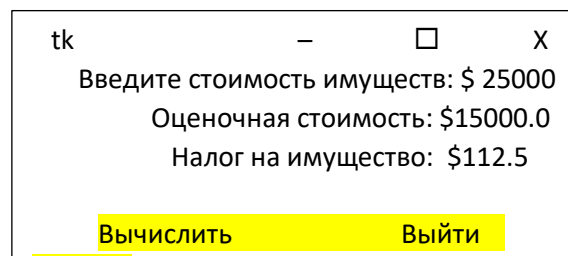 tk – □ X
Введите стоимость имуществ: $ 25000
Оценочная стоимость: $15000.0
Налог на имущество: $112.5
Вычислить Выйти